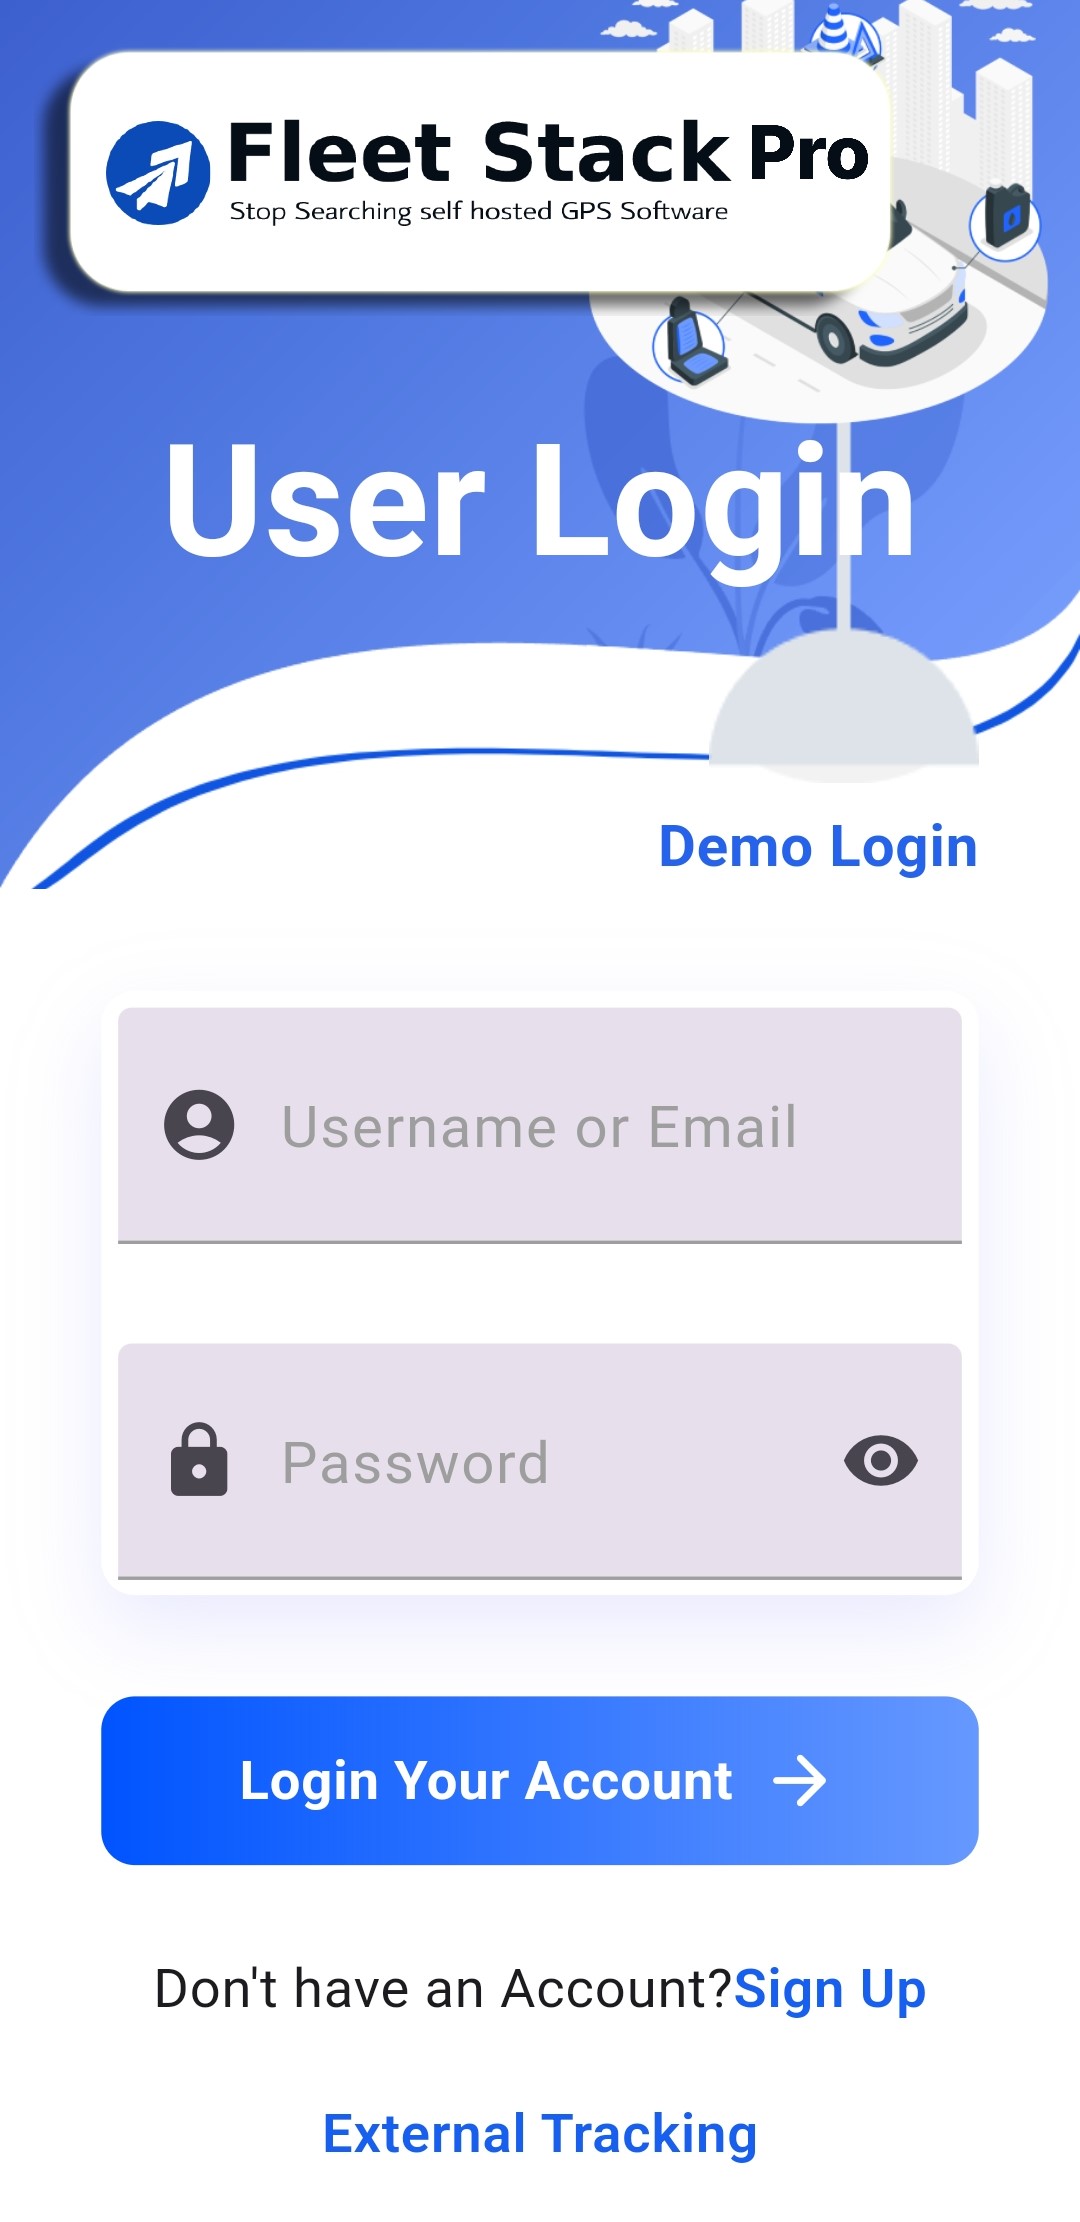 Fleet Stack Pro
Stop Searching self hosted GPS Software
User Login
Demo Login
Username or Email
Password
Login Your Account
Don't have an Account?Sign Up
External Tracking